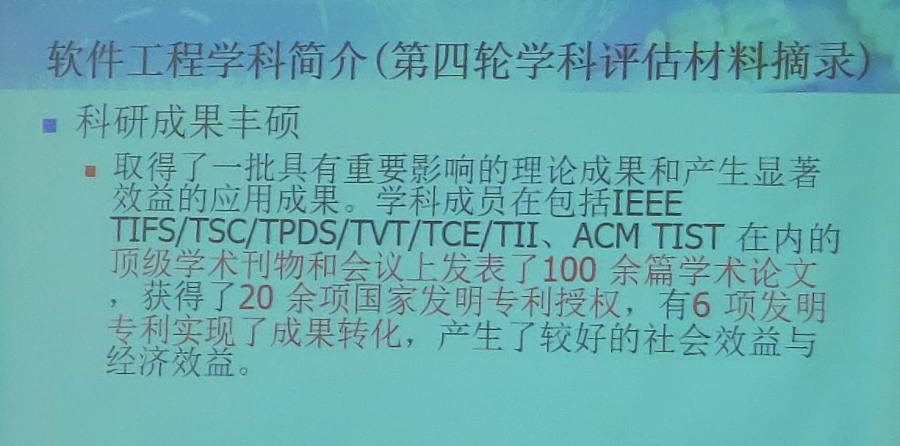 软件工程学科简介(第四轮学科评估材料摘录)
科研成果丰硕
取得了一批具有重要影响的理论成果和产生显著
效益的应用成果。学科成员在包括IEEE
TIFS/TSC/TPDS/TVT/TCE/TII、ACM TIST 在内的
顶级学术刊物和会议上发表了100 余篇学术论文
，获得了20 余项国家发明专利授权，有6 项发明
专利实现了成果转化，产生了较好的社会效益与
经济效益。